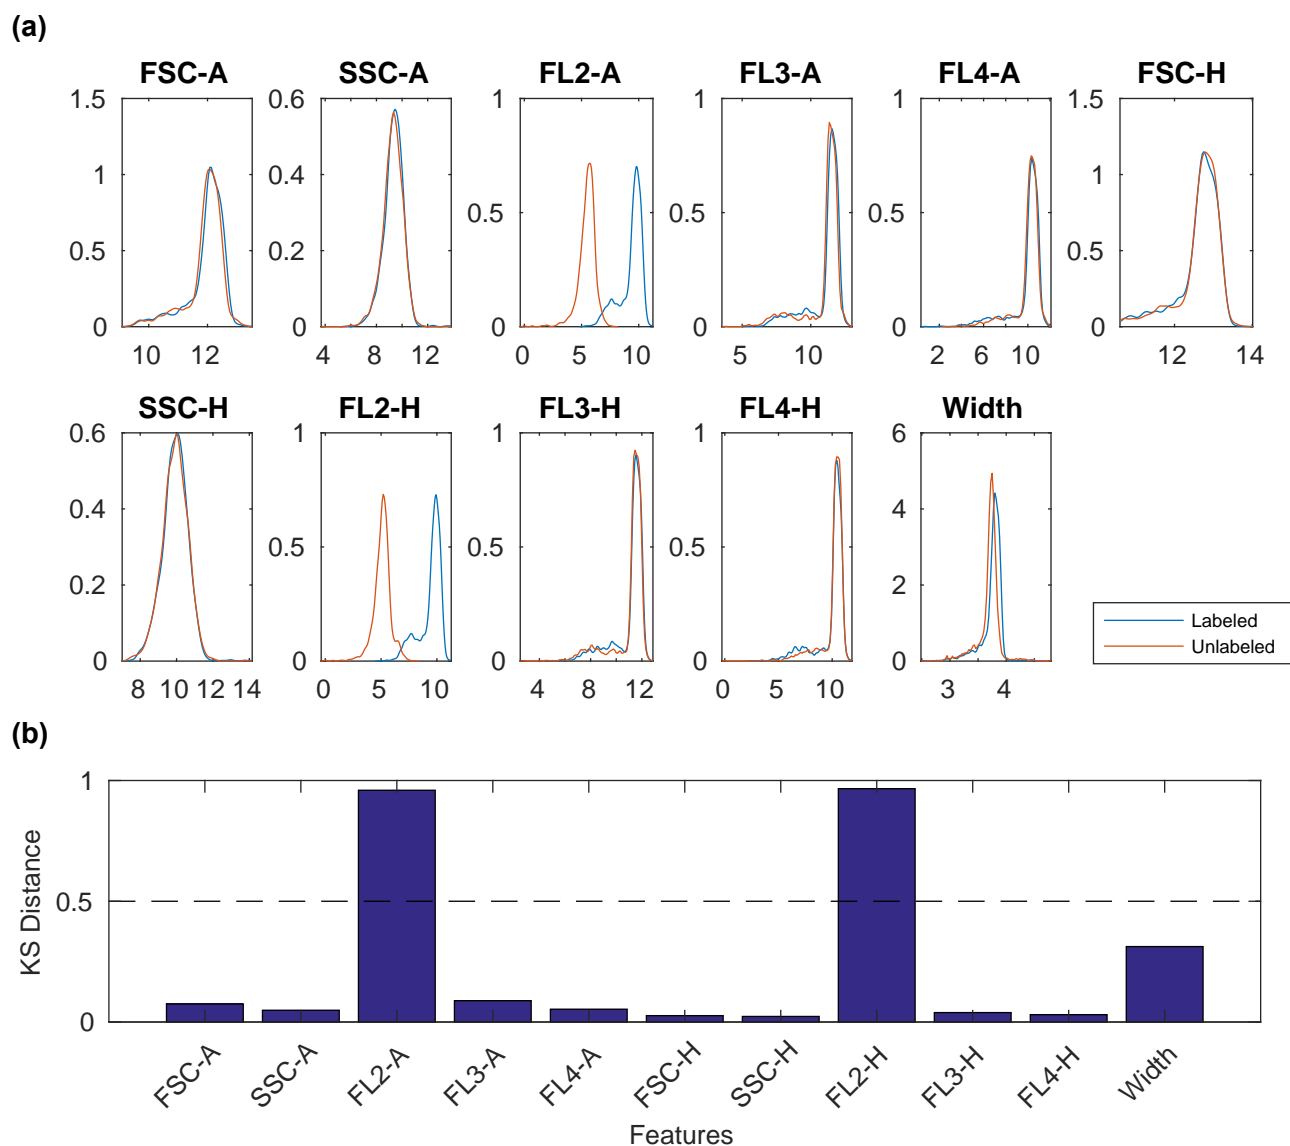 (a)
FSC-A SSC-A FL2-A FL3-A FL4-A FSC-H
1.5 0.6 1 1 1 1.5
1 0.4 0.5 0.5 0.5 1
0.5 0.2 0.5
0 0 0 0 0 0
10 12 4 8 12 0 5 10 5 10 2 6 10 12 14
SSC-H FL2-H FL3-H FL4-H Width
0.6 1 1 1 6
0.4 0.5 0.5 0.5 4
0.2 2
0 0 0 0 0
8 10 12 14 0 5 10 4 8 12 0 5 10 3 4
Labeled
Unlabeled
(b)
1
0.5
0
KS Distance
FSC-A SSC-A FL2-A FL3-A FL4-A FSC-H SSC-H FL2-H FL3-H FL4-H Width
Features